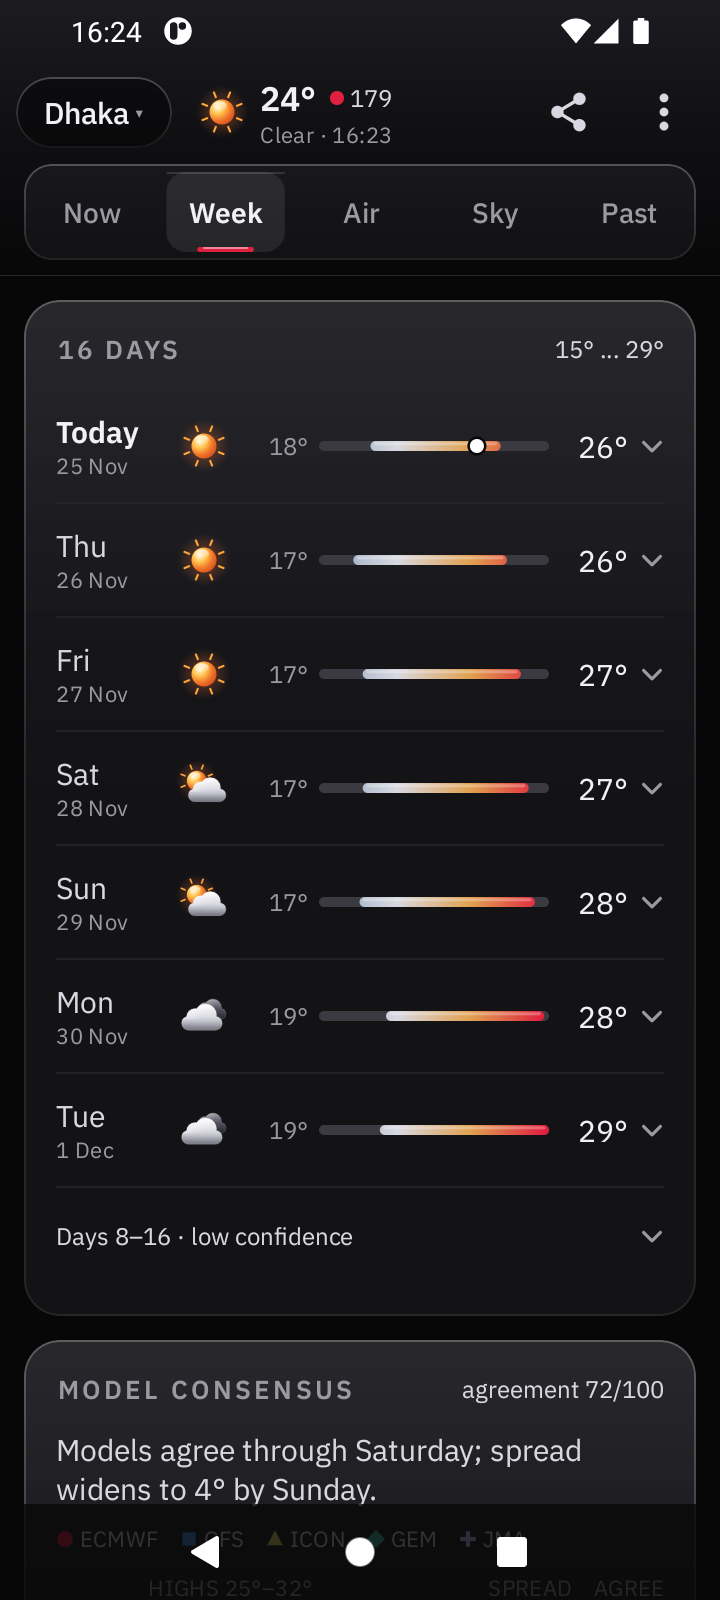 16:24
Dhaka ▾
24° 179
Clear · 16:23
Now Week Air Sky Past
16 DAYS 15° ... 29°
Today 18° 26°
25 Nov
Thu 17° 26°
26 Nov
Fri 17° 27°
27 Nov
Sat 17° 27°
28 Nov
Sun 17° 28°
29 Nov
Mon 19° 28°
30 Nov
Tue 19° 29°
1 Dec
Days 8–16 · low confidence
MODEL CONSENSUS agreement 72/100
Models agree through Saturday; spread
widens to 4° by Sunday.
ECMWF GFS ICON GEM JMA
HIGHS 25°–32° SPREAD AGREE